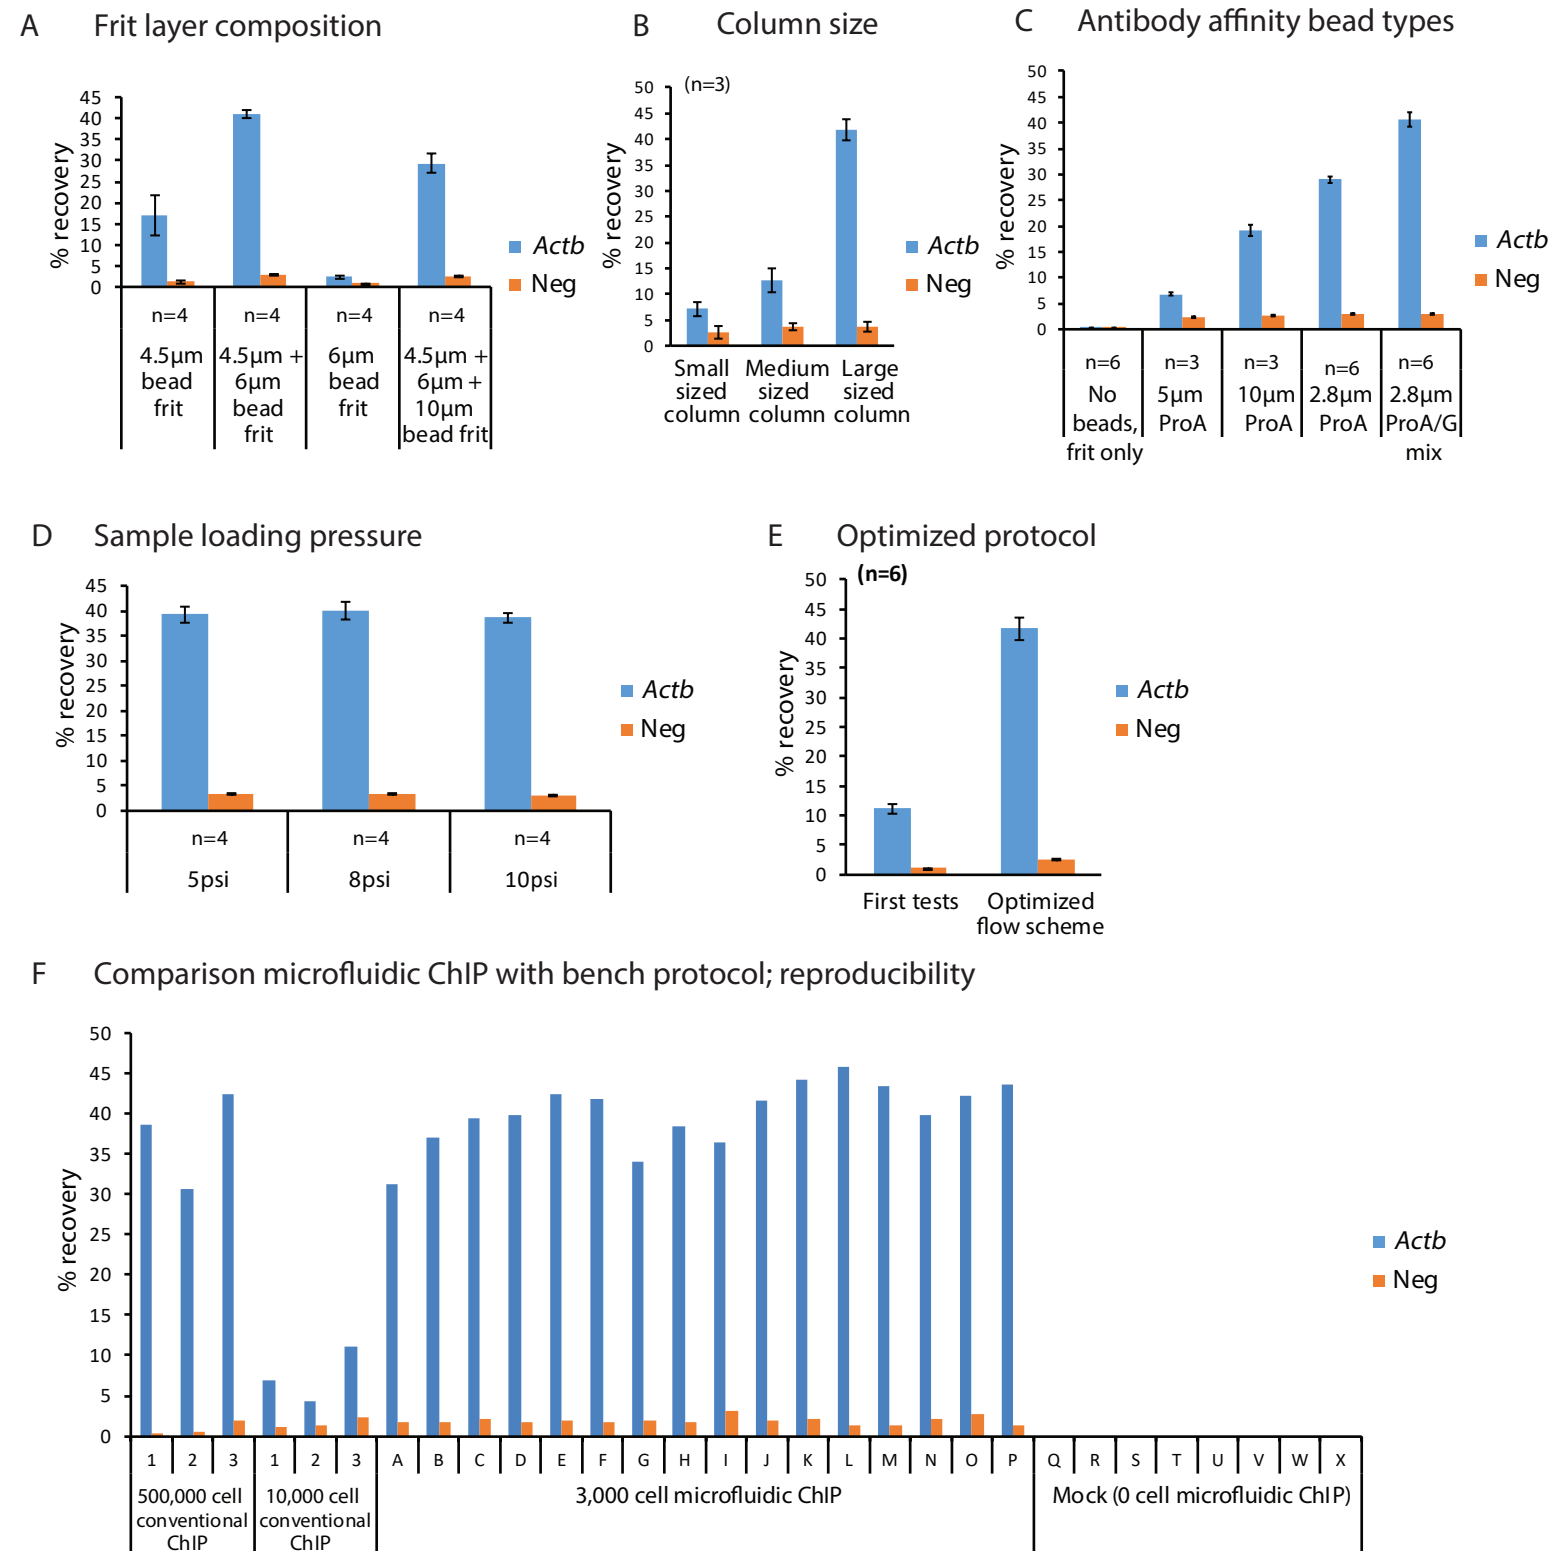 A Frit layer composition
% recovery
45
40
35
30
25
20
15
10
5
0
n=4 n=4 n=4 n=4
4.5µm bead frit
4.5µm + 6µm bead frit
6µm bead frit
4.5µm + 6µm + 10µm bead frit
Actb
Neg
B Column size
(n=3)
% recovery
50
45
40
35
30
25
20
15
10
5
0
Small sized column
Medium sized column
Large sized column
Actb
Neg
C Antibody affinity bead types
% recovery
50
45
40
35
30
25
20
15
10
5
0
n=6 n=3 n=3 n=6 n=6
No beads, frit only
5µm ProA
10µm ProA
2.8µm ProA
2.8µm ProA/G mix
Actb
Neg
D Sample loading pressure
% recovery
45
40
35
30
25
20
15
10
5
0
n=4 n=4 n=4
5psi 8psi 10psi
Actb
Neg
E Optimized protocol
(n=6)
% recovery
50
45
40
35
30
25
20
15
10
5
0
First tests
Optimized flow scheme
Actb
Neg
F Comparison microfluidic ChIP with bench protocol; reproducibility
% recovery
50
45
40
35
30
25
20
15
10
5
0
1 2 3 1 2 3 A B C D E F G H I J K L M N O P Q R S T U V W X
500,000 cell conventional ChIP
10,000 cell conventional ChIP
3,000 cell microfluidic ChIP
Mock (0 cell microfluidic ChIP)
Actb
Neg